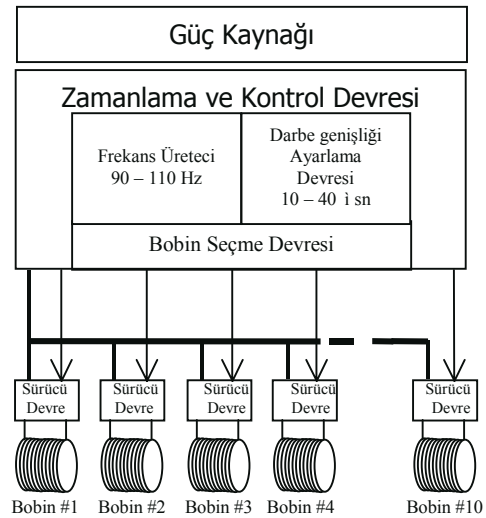 Güç Kaynağı
Zamanlama ve Kontrol Devresi
Frekans Üreteci
90 – 110 Hz
Darbe genişliği
Ayarlama
Devresi
10 – 40 ì sn
Bobin Seçme Devresi
Sürücü
Devre
Sürücü
Devre
Sürücü
Devre
Sürücü
Devre
Sürücü
Devre
Bobin #1
Bobin #2
Bobin #3
Bobin #4
Bobin #10